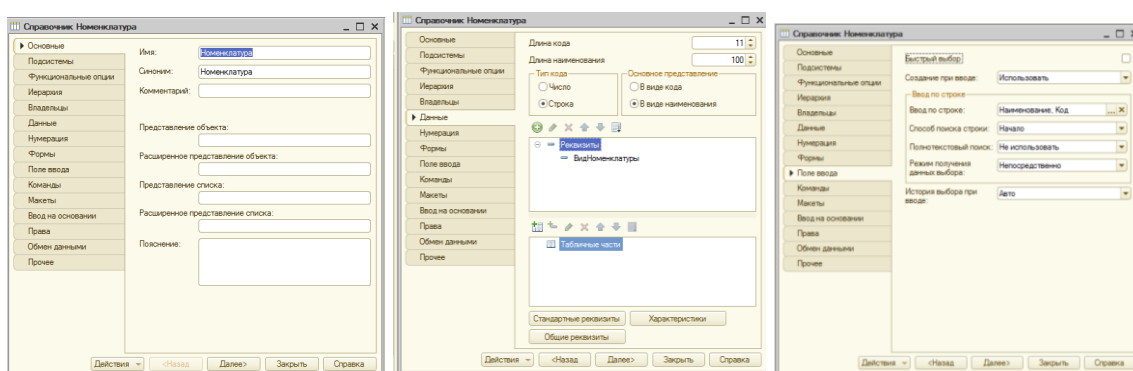 Справочник Номенклатура
Основные
Подсистемы
Функциональные опции
Иерархия
Владельцы
Данные
Нумерация
Формы
Поле ввода
Команды
Макеты
Ввод на основании
Права
Обмен данными
Прочее
Имя: Номенклатура
Синоним: Номенклатура
Комментарий:
Представление объекта:
Расширенное представление объекта:
Представление списка:
Расширенное представление списка:
Пояснение:
Действия <Назад Далее> Закрыть Справка
Справочник Номенклатура
Основные
Подсистемы
Функциональные опции
Иерархия
Владельцы
Данные
Нумерация
Формы
Поле ввода
Команды
Макеты
Ввод на основании
Права
Обмен данными
Прочее
Длина кода 11
Длина наименования 100
Тип кода Основное представление
Число В виде кода
Строка В виде наименования
Реквизиты
ВидНоменклатуры
Табличные части
Стандартные реквизиты Характеристики
Общие реквизиты
Действия <Назад Далее> Закрыть Справка
Справочник Номенклатура
Основные
Подсистемы
Функциональные опции
Иерархия
Владельцы
Данные
Нумерация
Формы
Поле ввода
Команды
Макеты
Ввод на основании
Права
Обмен данными
Прочее
Быстрый выбор
Создание при вводе: Использовать
Ввод по строке
Ввод по строке: Наименование, Код ...
Способ поиска строки: Начало
Полнотекстовый поиск: Не использовать
Режим получения
данных выбора: Непосредственно
История выбора при
вводе: Авто
Действия <Назад Далее> Закрыть Справка